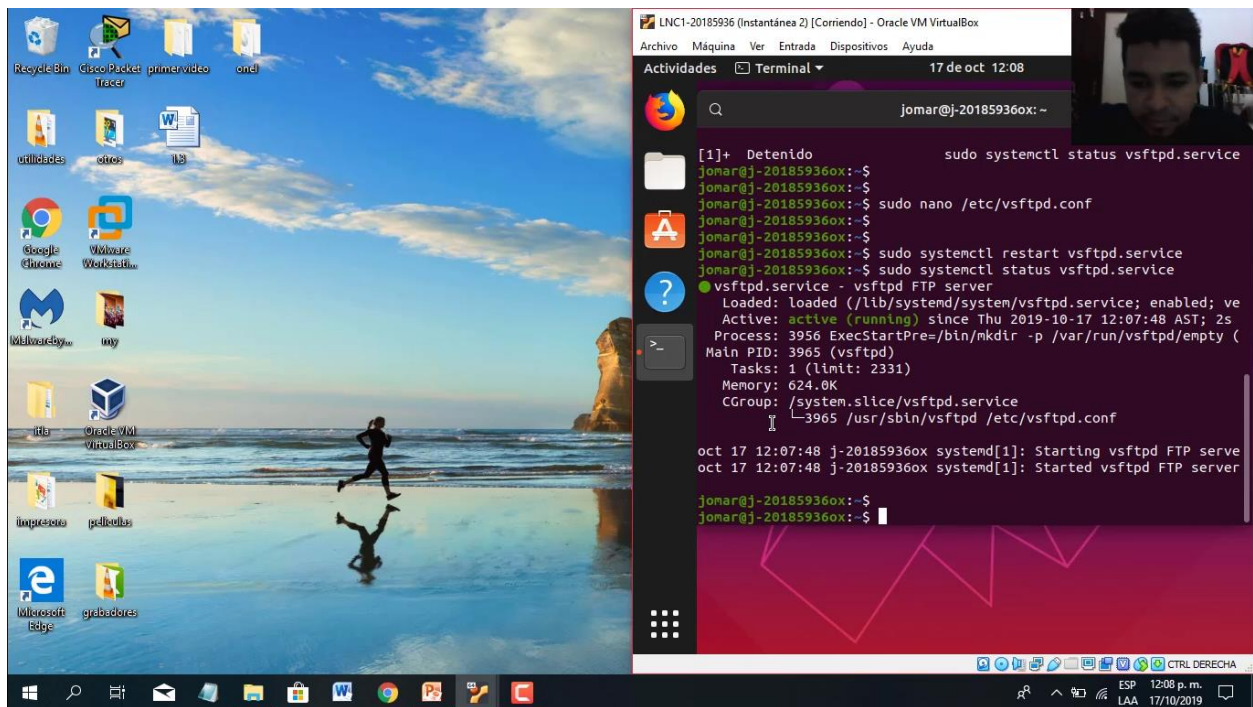 Recycle Bin
Cisco Packet Tracer
primer video
onel
utilidades
otros
Google Chrome
VMware Workstati...
Malwareby...
my
itla
Oracle VM VirtualBox
impresora
peliculas
Microsoft Edge
grabadores
LNC1-20185936 (Instantánea 2) [Corriendo] - Oracle VM VirtualBox
Archivo Máquina Ver Entrada Dispositivos Ayuda
Actividades Terminal 17 de oct 12:08
jomar@j-20185936ox: ~
[1]+ Detenido sudo systemctl status vsftpd.service
jomar@j-20185936ox:~$
jomar@j-20185936ox:~$
jomar@j-20185936ox:~$ sudo nano /etc/vsftpd.conf
jomar@j-20185936ox:~$
jomar@j-20185936ox:~$
jomar@j-20185936ox:~$ sudo systemctl restart vsftpd.service
jomar@j-20185936ox:~$ sudo systemctl status vsftpd.service
● vsftpd.service - vsftpd FTP server
Loaded: loaded (/lib/systemd/system/vsftpd.service; enabled; ve
Active: active (running) since Thu 2019-10-17 12:07:48 AST; 2s
Process: 3956 ExecStartPre=/bin/mkdir -p /var/run/vsftpd/empty (
Main PID: 3965 (vsftpd)
Tasks: 1 (limit: 2331)
Memory: 624.0K
CGroup: /system.slice/vsftpd.service
└─3965 /usr/sbin/vsftpd /etc/vsftpd.conf
oct 17 12:07:48 j-20185936ox systemd[1]: Starting vsftpd FTP serve
oct 17 12:07:48 j-20185936ox systemd[1]: Started vsftpd FTP server
jomar@j-20185936ox:~$
jomar@j-20185936ox:~$
CTRL DERECHA
ESP 12:08 p. m.
LAA 17/10/2019